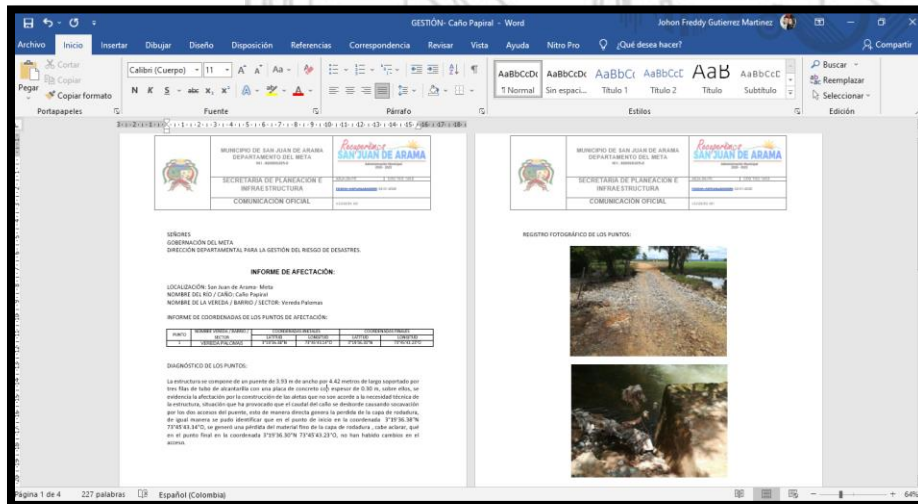 GESTIÓN- Caño Papiral - Word
Johon Freddy Gutierrez Martinez
Archivo Inicio Insertar Dibujar Diseño Disposición Referencias Correspondencia Revisar Vista Ayuda Nitro Pro ¿Qué desea hacer? Compartir
Pegar
Cortar
Copiar
Copiar formato
Portapapeles
Calibri (Cuerpo) 11
N K S abc x₂ x²
Fuente
Párrafo
AaBbCcDc AaBbCcDc AaBbCc AaBbCcC AaB AaBbCcC
¶ Normal Sin espaci... Título 1 Título 2 Título Subtítulo
Estilos
Buscar
Reemplazar
Seleccionar
Edición
MUNICIPIO DE SAN JUAN DE ARAMA
DEPARTAMENTO DEL META
SECRETARIA DE PLANEACION E
INFRAESTRUCTURA
COMUNICACIÓN OFICIAL
Recuperemos
SAN JUAN DE ARAMA
SEÑORES
GOBERNACIÓN DEL META
DIRECCIÓN DEPARTAMENTAL PARA LA GESTIÓN DEL RIESGO DE DESASTRES.
INFORME DE AFECTACIÓN:
LOCALIZACIÓN: San Juan de Arama- Meta
NOMBRE DEL RIO / CAÑO: Caño Papiral
NOMBRE DE LA VEREDA / BARRIO / SECTOR: Vereda Palomas
INFORME DE COORDENADAS DE LOS PUNTOS DE AFECTACIÓN:
PUNTO NOMBRE VEREDA / BARRIO / SECTOR COORDENADAS INICIALES COORDENADAS FINALES
LATITUD LONGITUD LATITUD LONGITUD
1 VEREDA PALOMAS
DIAGNÓSTICO DE LOS PUNTOS:
La estructura se compone de un puente de 3.93 m de ancho por 4.42 metros de largo soportado por
tres filas de tubo de alcantarilla con una placa de concreto con espesor de 0.30 m, sobre ellos, se
evidencia la afectación por la construcción de las aletas que no son acorde a la necesidad técnica de
la estructura, situación que ha provocado que el caudal del caño se desborde causando socavación
por los dos accesos del puente, esto de manera directa genera la perdida de la capa de rodadura,
de igual manera se pudo identificar que en el punto de inicio en la coordenada 3°19'36.38"N
73°45'43.14"O, se generó una pérdida del material fino de la capa de rodadura , cabe aclarar, que
en el punto final en la coordenada 3°19'36.30"N 73°45'43.23"O, no han habido cambios en el
acceso.
MUNICIPIO DE SAN JUAN DE ARAMA
DEPARTAMENTO DEL META
SECRETARIA DE PLANEACION E
INFRAESTRUCTURA
COMUNICACIÓN OFICIAL
Recuperemos
SAN JUAN DE ARAMA
REGISTRO FOTOGRÁFICO DE LOS PUNTOS:
Página 1 de 4 227 palabras Español (Colombia) 64%